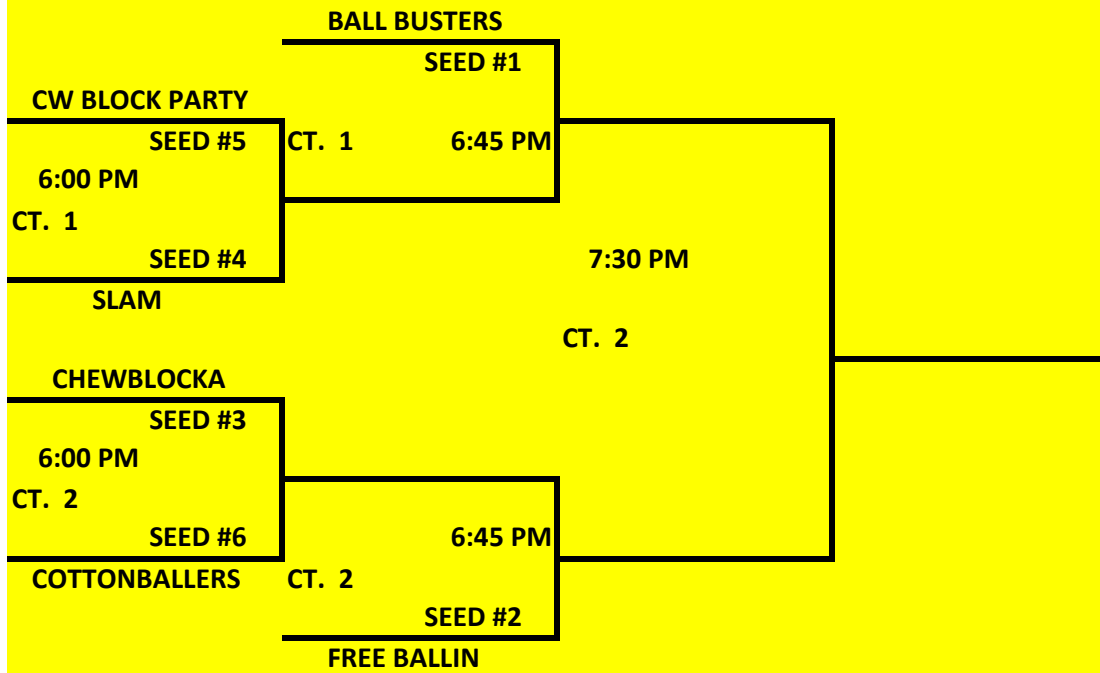 BALL BUSTERS
SEED #1
CW BLOCK PARTY
SEED #5
CT. 1
6:45 PM
6:00 PM
CT. 1
SEED #4
7:30 PM
SLAM
CT. 2
CHEWBLOCKA
SEED #3
6:00 PM
CT. 2
SEED #6
6:45 PM
COTTONBALLERS
CT. 2
SEED #2
FREE BALLIN